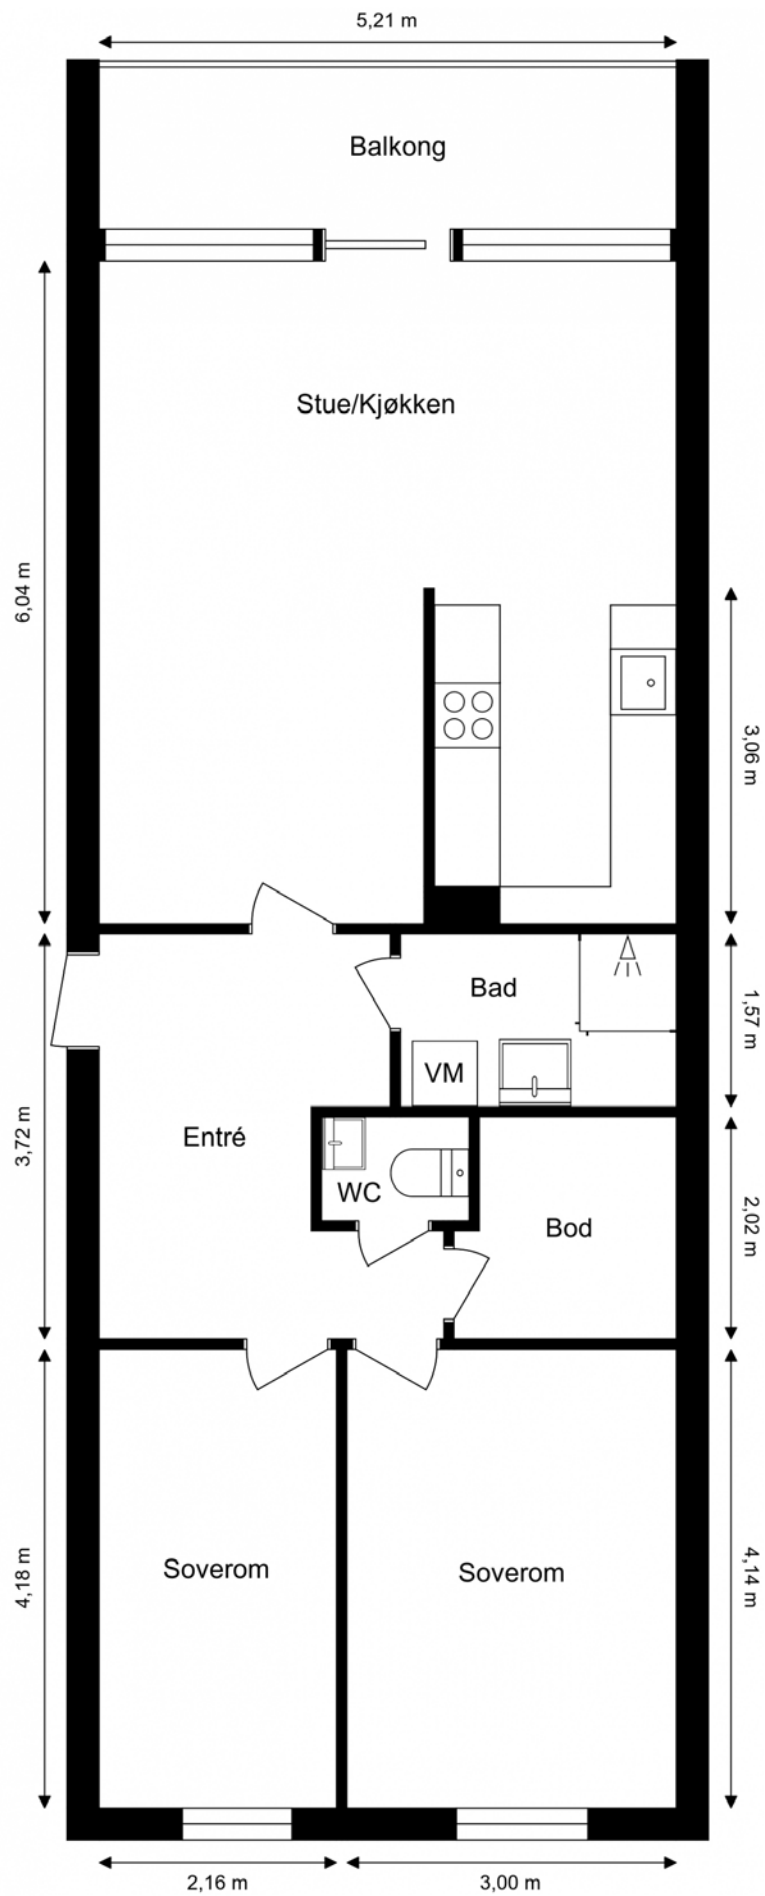 5,21 m
Balkong
Stue/Kjøkken
6,04 m
3,06 m
Bad
1,57 m
VM
Entré
3,72 m
WC
Bod
2,02 m
Soverom
Soverom
4,18 m
4,14 m
2,16 m
3,00 m